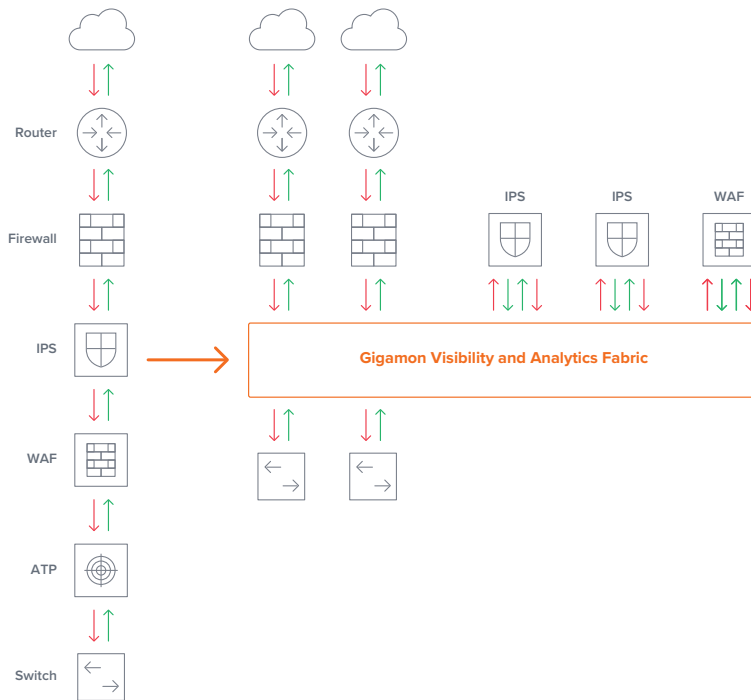 Router
IPS
IPS
WAF
Firewall
IPS
Gigamon Visibility and Analytics Fabric
WAF
ATP
Switch